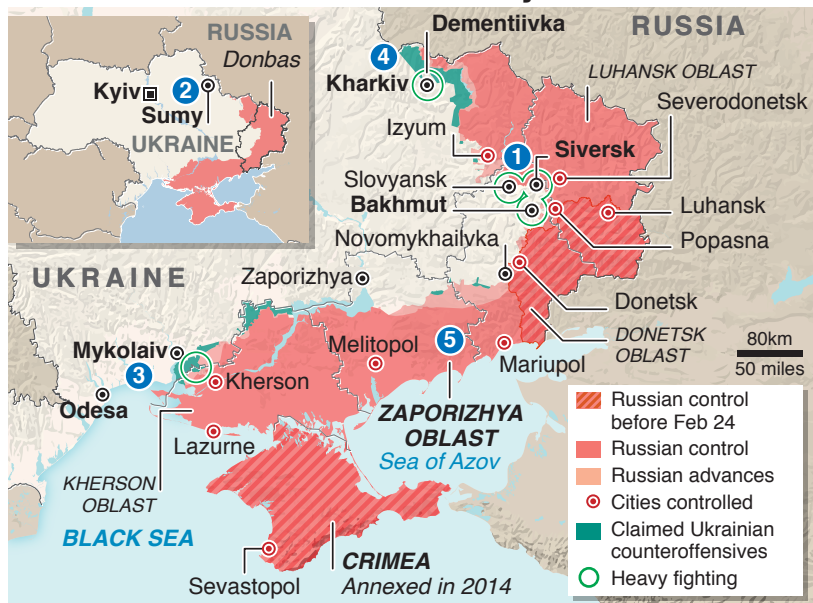 RUSSIA
Donbas
Kyiv
2
Sumy
UKRAINE
Dementiivka
RUSSIA
4
Kharkiv
LUHANSK OBLAST
Severodonetsk
Izyum
1
Siversk
Slovyansk
Bakhmut
Luhansk
Novomykhailvka
Popasna
UKRAINE
Zaporizhya
Donetsk
DONETSK
OBLAST
80km
50 miles
Mykolaiv
Melitopol
5
Mariupol
3
Kherson
Odesa
ZAPORIZHYA
OBLAST
Lazurne
Sea of Azov
KHERSON
OBLAST
BLACK SEA
CRIMEA
Annexed in 2014
Sevastopol
Russian control
before Feb 24
Russian control
Russian advances
Cities controlled
Claimed Ukrainian
counteroffensives
Heavy fighting